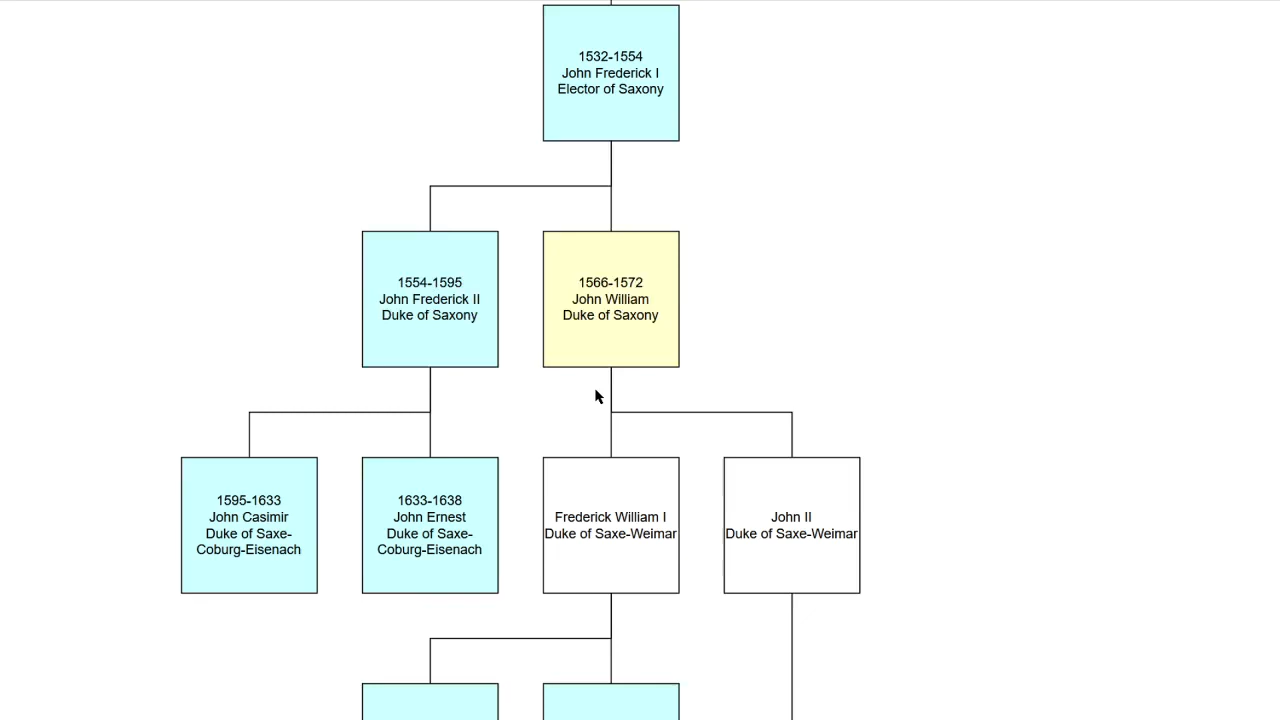 1532-1554
John Frederick I
Elector of Saxony
1554-1595
John Frederick II
Duke of Saxony
1566-1572
John William
Duke of Saxony
1595-1633
John Casimir
Duke of Saxe-
Coburg-Eisenach
1633-1638
John Ernest
Duke of Saxe-
Coburg-Eisenach
Frederick William I
Duke of Saxe-Weimar
John II
Duke of Saxe-Weimar